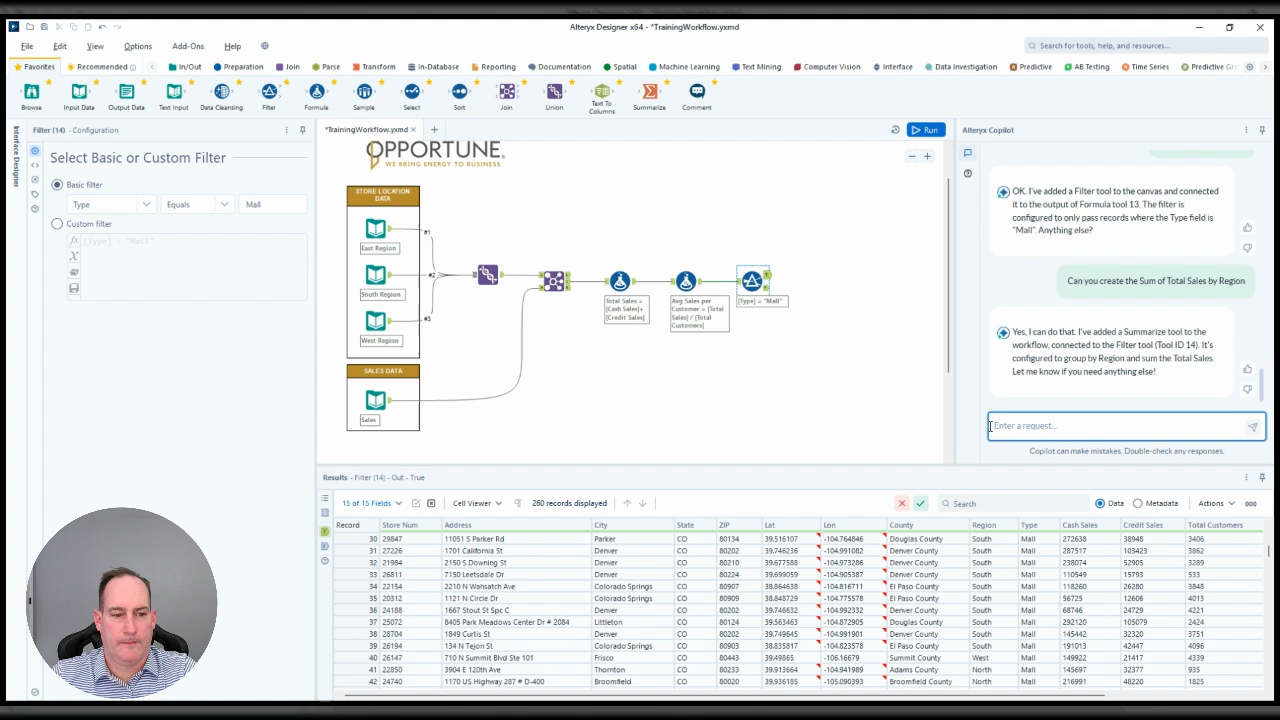 Alteryx Designer x64 - *TrainingWorkflow.yxmd
File Edit View Options Add-Ons Help
Search for tools, help, and resources...
Favorites Recommended In/Out Preparation Join Parse Transform In-Database Reporting Documentation Spatial Machine Learning Text Mining Computer Vision Interface Data Investigation Predictive AB Testing Time Series Predictive Gr
Browse Input Data Output Data Text Input Data Cleansing Filter Formula Sample Select Sort Join Union Text To Columns Summarize Comment
Interface Designer
Filter (14) - Configuration
Select Basic or Custom Filter
Basic filter
Type Equals Mall
Custom filter
[Type] = "Mall"
*TrainingWorkflow.yxmd
Run
OPPORTUNE
WE BRING ENERGY TO BUSINESS
STORE LOCATION
DATA
East Region
#1
South Region
#2
West Region
#3
SALES DATA
Sales
Total Sales =
[Cash Sales]+
[Credit Sales]
Avg Sales per
Customer = [Total
Sales] / [Total
Customers]
[Type] = "Mall"
Alteryx Copilot
OK. I've added a Filter tool to the canvas and connected
it to the output of Formula tool 13. The filter is
configured to only pass records where the Type field is
"Mall". Anything else?
Can you create the Sum of Total Sales by Region
Yes, I can do that. I've added a Summarize tool to the
workflow, connected to the Filter tool (Tool ID 14). It's
configured to group by Region and sum the Total Sales.
Let me know if you need anything else!
Enter a request...
Copilot can make mistakes. Double-check any responses.
Results - Filter (14) - Out - True
15 of 15 Fields Cell Viewer 260 records displayed Search Data Metadata Actions 000
Record Store Num Address City State ZIP Lat Lon County Region Type Cash Sales Credit Sales Total Customers
30 29847 11051 S Parker Rd Parker CO 80134 39.516107 -104.764846 Douglas County South Mall 272638 38948 3406
31 27226 1701 California St Denver CO 80202 39.746236 -104.991082 Denver County South Mall 287517 103423 3862
32 21984 2150 S Downing St Denver CO 80210 39.677588 -104.973286 Denver County South Mall 238074 52905 3289
33 26811 7150 Leetsdale Dr Denver CO 80224 39.699059 -104.905387 Denver County South Mall 110549 15793 533
34 22154 2210 N Wahsatch Ave Colorado Springs CO 80907 38.864638 -104.816711 El Paso County South Mall 118260 26280 3848
35 20312 1121 N Circle Dr Colorado Springs CO 80909 38.848729 -104.775578 El Paso County South Mall 56725 12606 4013
36 24188 1667 Stout St Spc C Denver CO 80202 39.746632 -104.992332 Denver County South Mall 68746 24729 4221
37 25072 8405 Park Meadows Center Dr # 2084 Littleton CO 80124 39.563463 -104.872905 Douglas County South Mall 292120 105079 2424
38 28704 1849 Curtis St Denver CO 80202 39.749645 -104.991901 Denver County South Mall 145442 32320 3751
39 26194 134 N Tejon St Colorado Springs CO 80903 38.835817 -104.823578 El Paso County South Mall 202640 42447 4096
40 26147 710 N Summit Blvd Ste 101 Frisco CO 80443 39.49865 -106.16679 Summit County West Mall 149922 21417 4339
41 22850 3904 E 120th Ave Thornton CO 80233 39.913664 -104.941989 Adams County North Mall 145697 32377 935
42 24740 1170 US Highway 287 # D-400 Broomfield CO 80020 39.936185 -105.090393 Broomfield County North Mall 216991 48220 1825